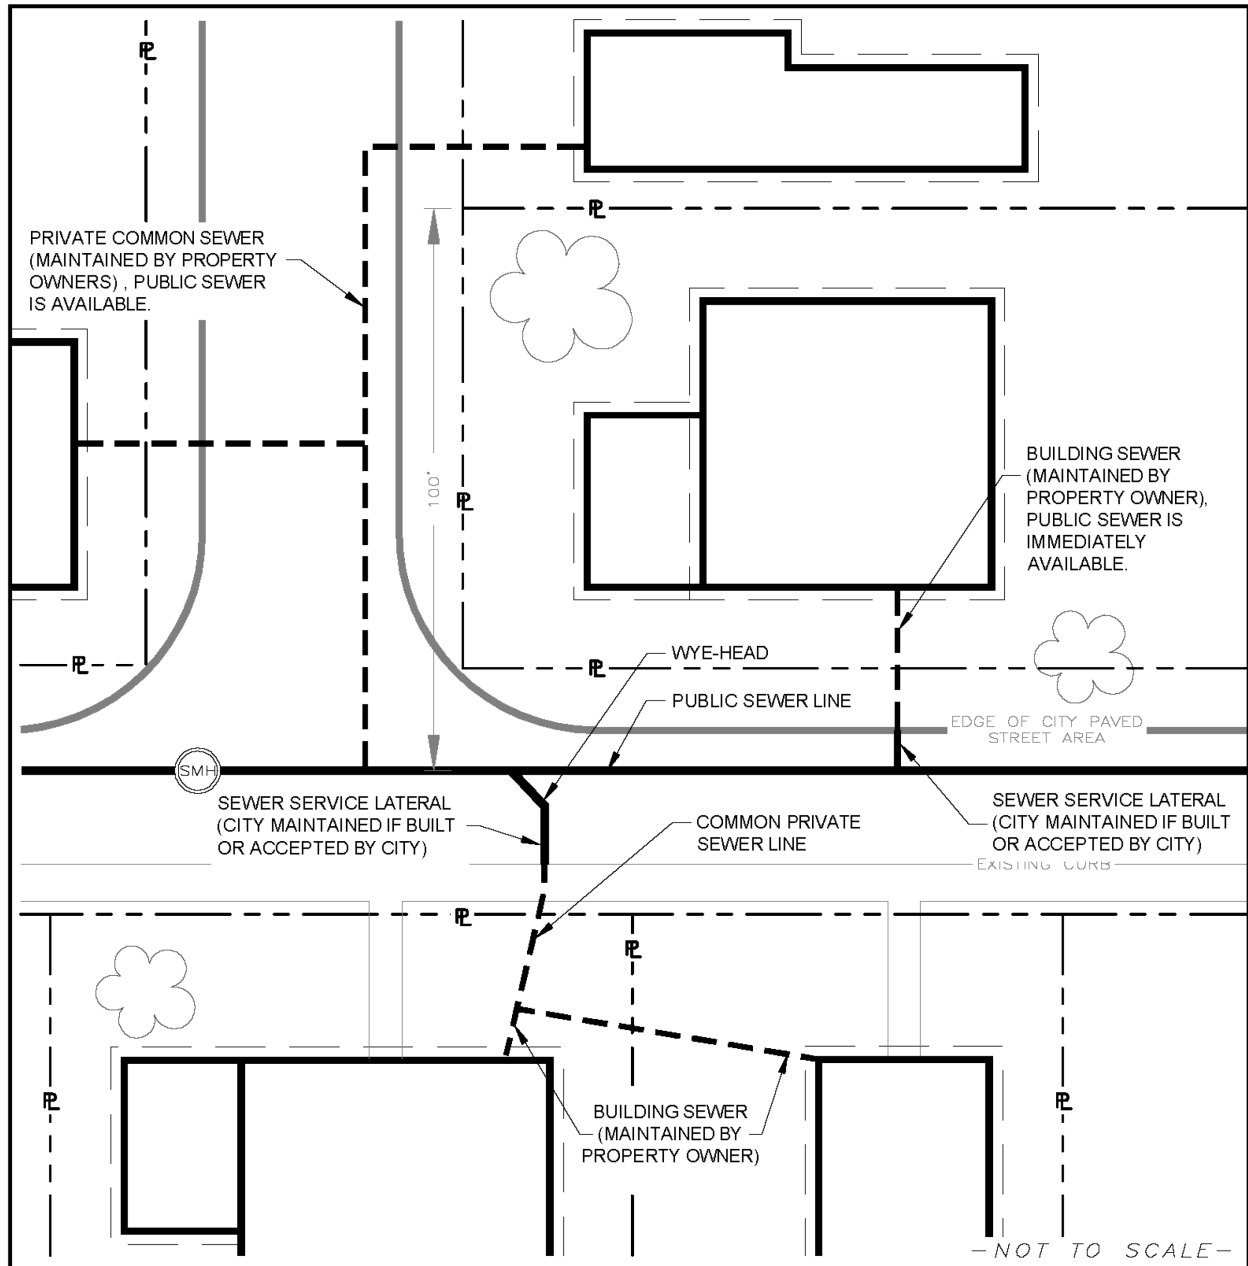 PL
PL
PRIVATE COMMON SEWER
(MAINTAINED BY PROPERTY
OWNERS) , PUBLIC SEWER
IS AVAILABLE.
100'
PL
BUILDING SEWER
(MAINTAINED BY
PROPERTY OWNER),
PUBLIC SEWER IS
IMMEDIATELY
AVAILABLE.
PL
PL
WYE-HEAD
PUBLIC SEWER LINE
EDGE OF CITY PAVED
STREET AREA
SMH
SEWER SERVICE LATERAL
(CITY MAINTAINED IF BUILT
OR ACCEPTED BY CITY)
COMMON PRIVATE
SEWER LINE
SEWER SERVICE LATERAL
(CITY MAINTAINED IF BUILT
OR ACCEPTED BY CITY)
EXISTING CURB
PL
PL
PL
PL
BUILDING SEWER
(MAINTAINED BY
PROPERTY OWNER)
-NOT TO SCALE-